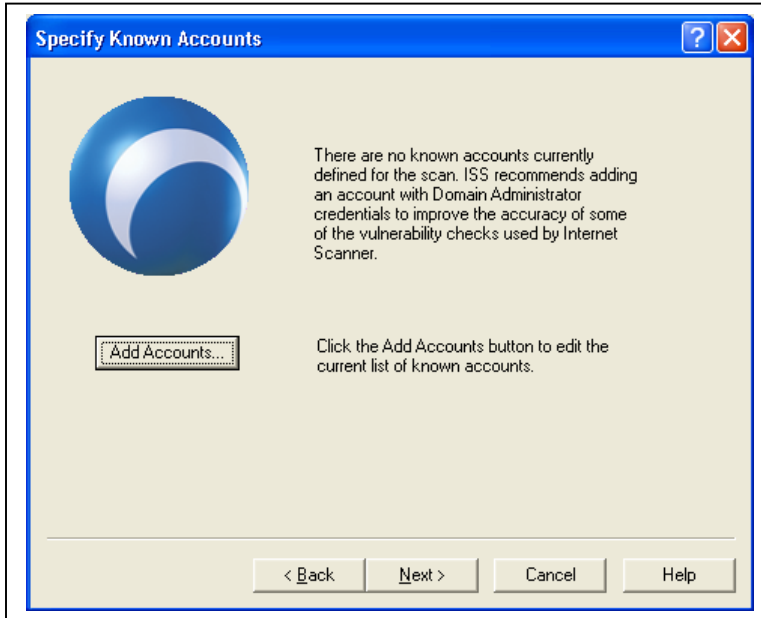 Specify Known Accounts
There are no known accounts currently
defined for the scan. ISS recommends adding
an account with Domain Administrator
credentials to improve the accuracy of some
of the vulnerability checks used by Internet
Scanner.
Add Accounts...
Click the Add Accounts button to edit the
current list of known accounts.
< Back
Next >
Cancel
Help